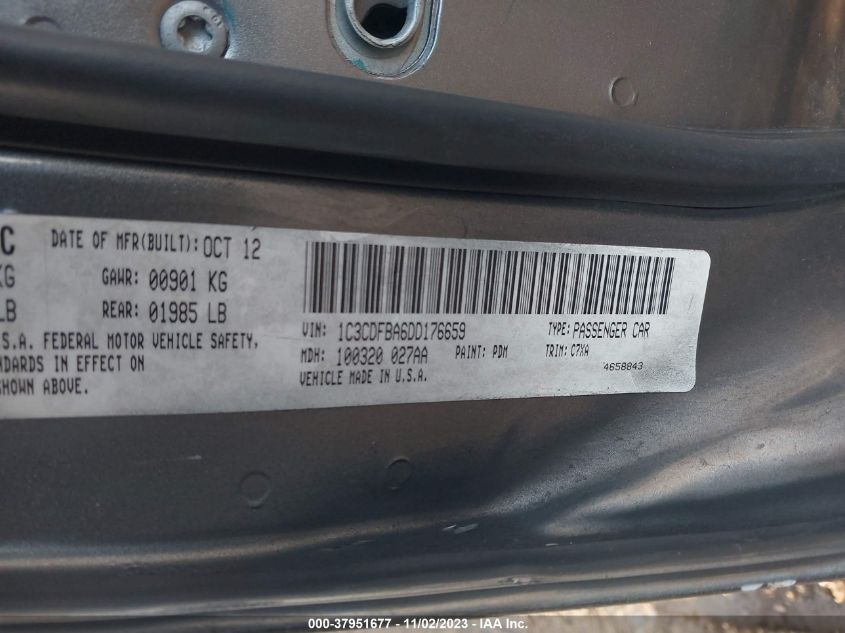 C DATE OF MFR(BUILT): OCT 12
KG GAWR: 00901 KG
LB REAR: 01985 LB
S.A. FEDERAL MOTOR VEHICLE SAFETY,
NDARDS IN EFFECT ON
SHOWN ABOVE.
VIN: 1C3CDFBA6DD176659 TYPE: PASSENGER CAR
MDH: 100320 027AA PAINT: PDM TRIM: C7XA
VEHICLE MADE IN U.S.A. 4658843
000-37951677 - 11/02/2023 - © IAA Inc.